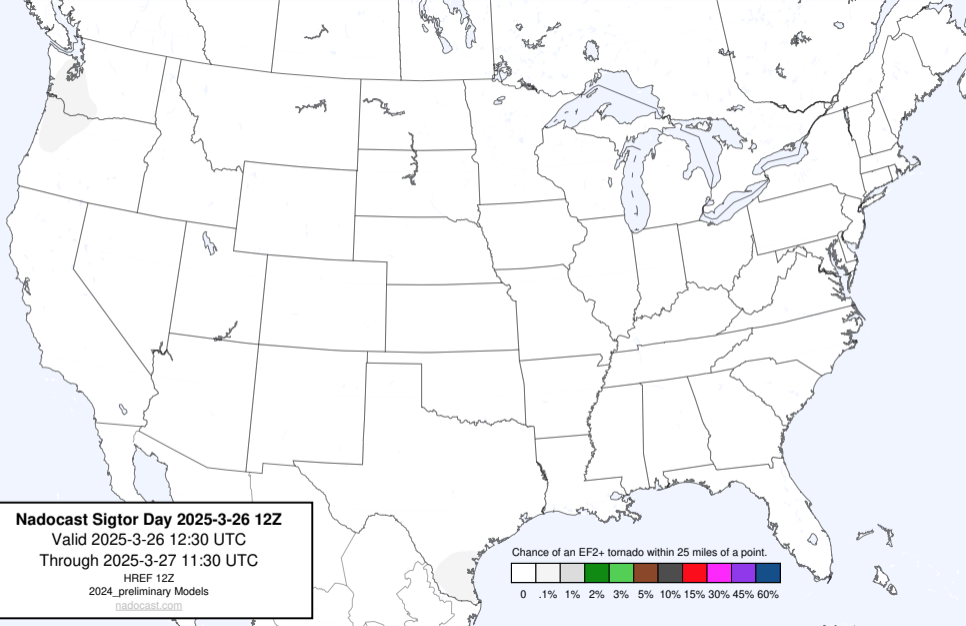 Nadocast Sigtor Day 2025-3-26 12Z
Valid 2025-3-26 12:30 UTC
Through 2025-3-27 11:30 UTC
HREF 12Z
2024_preliminary Models
nadocast.com
Chance of an EF2+ tornado within 25 miles of a point.
0 .1% 1% 2% 3% 5% 10% 15% 30% 45% 60%